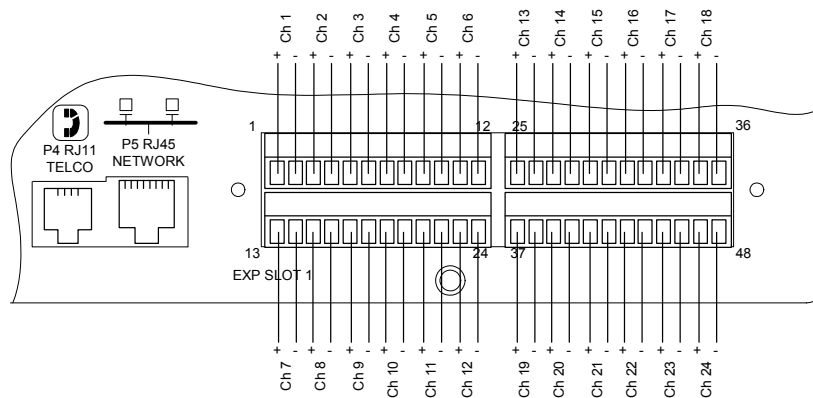 Ch 1 Ch 2 Ch 3 Ch 4 Ch 5 Ch 6 Ch 13 Ch 14 Ch 15 Ch 16 Ch 17 Ch 18
+ - + - + - + - + - + - + - + - + - + - + - + -
1 12 25 36
P4 RJ11
TELCO
P5 RJ45
NETWORK
13 24 37 48
EXP SLOT 1
+ - + - + - + - + - + - + - + - + - + - + - + -
Ch 7 Ch 8 Ch 9 Ch 10 Ch 11 Ch 12 Ch 19 Ch 20 Ch 21 Ch 22 Ch 23 Ch 24